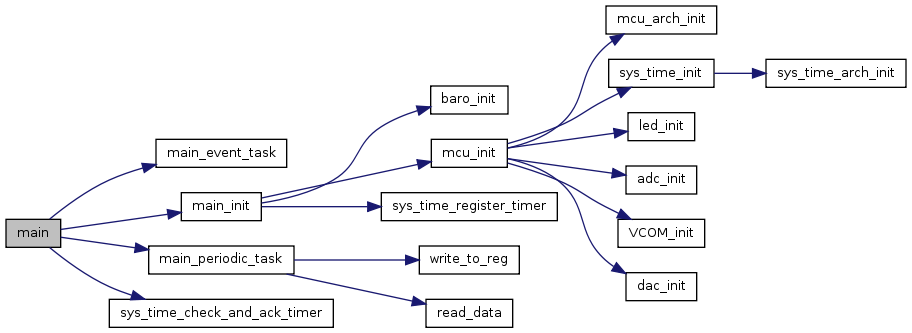 mcu_arch_init
sys_time_init
sys_time_arch_init
baro_init
led_init
main_event_task
mcu_init
adc_init
main_init
sys_time_register_timer
main
VCOM_init
main_periodic_task
write_to_reg
dac_init
sys_time_check_and_ack_timer
read_data